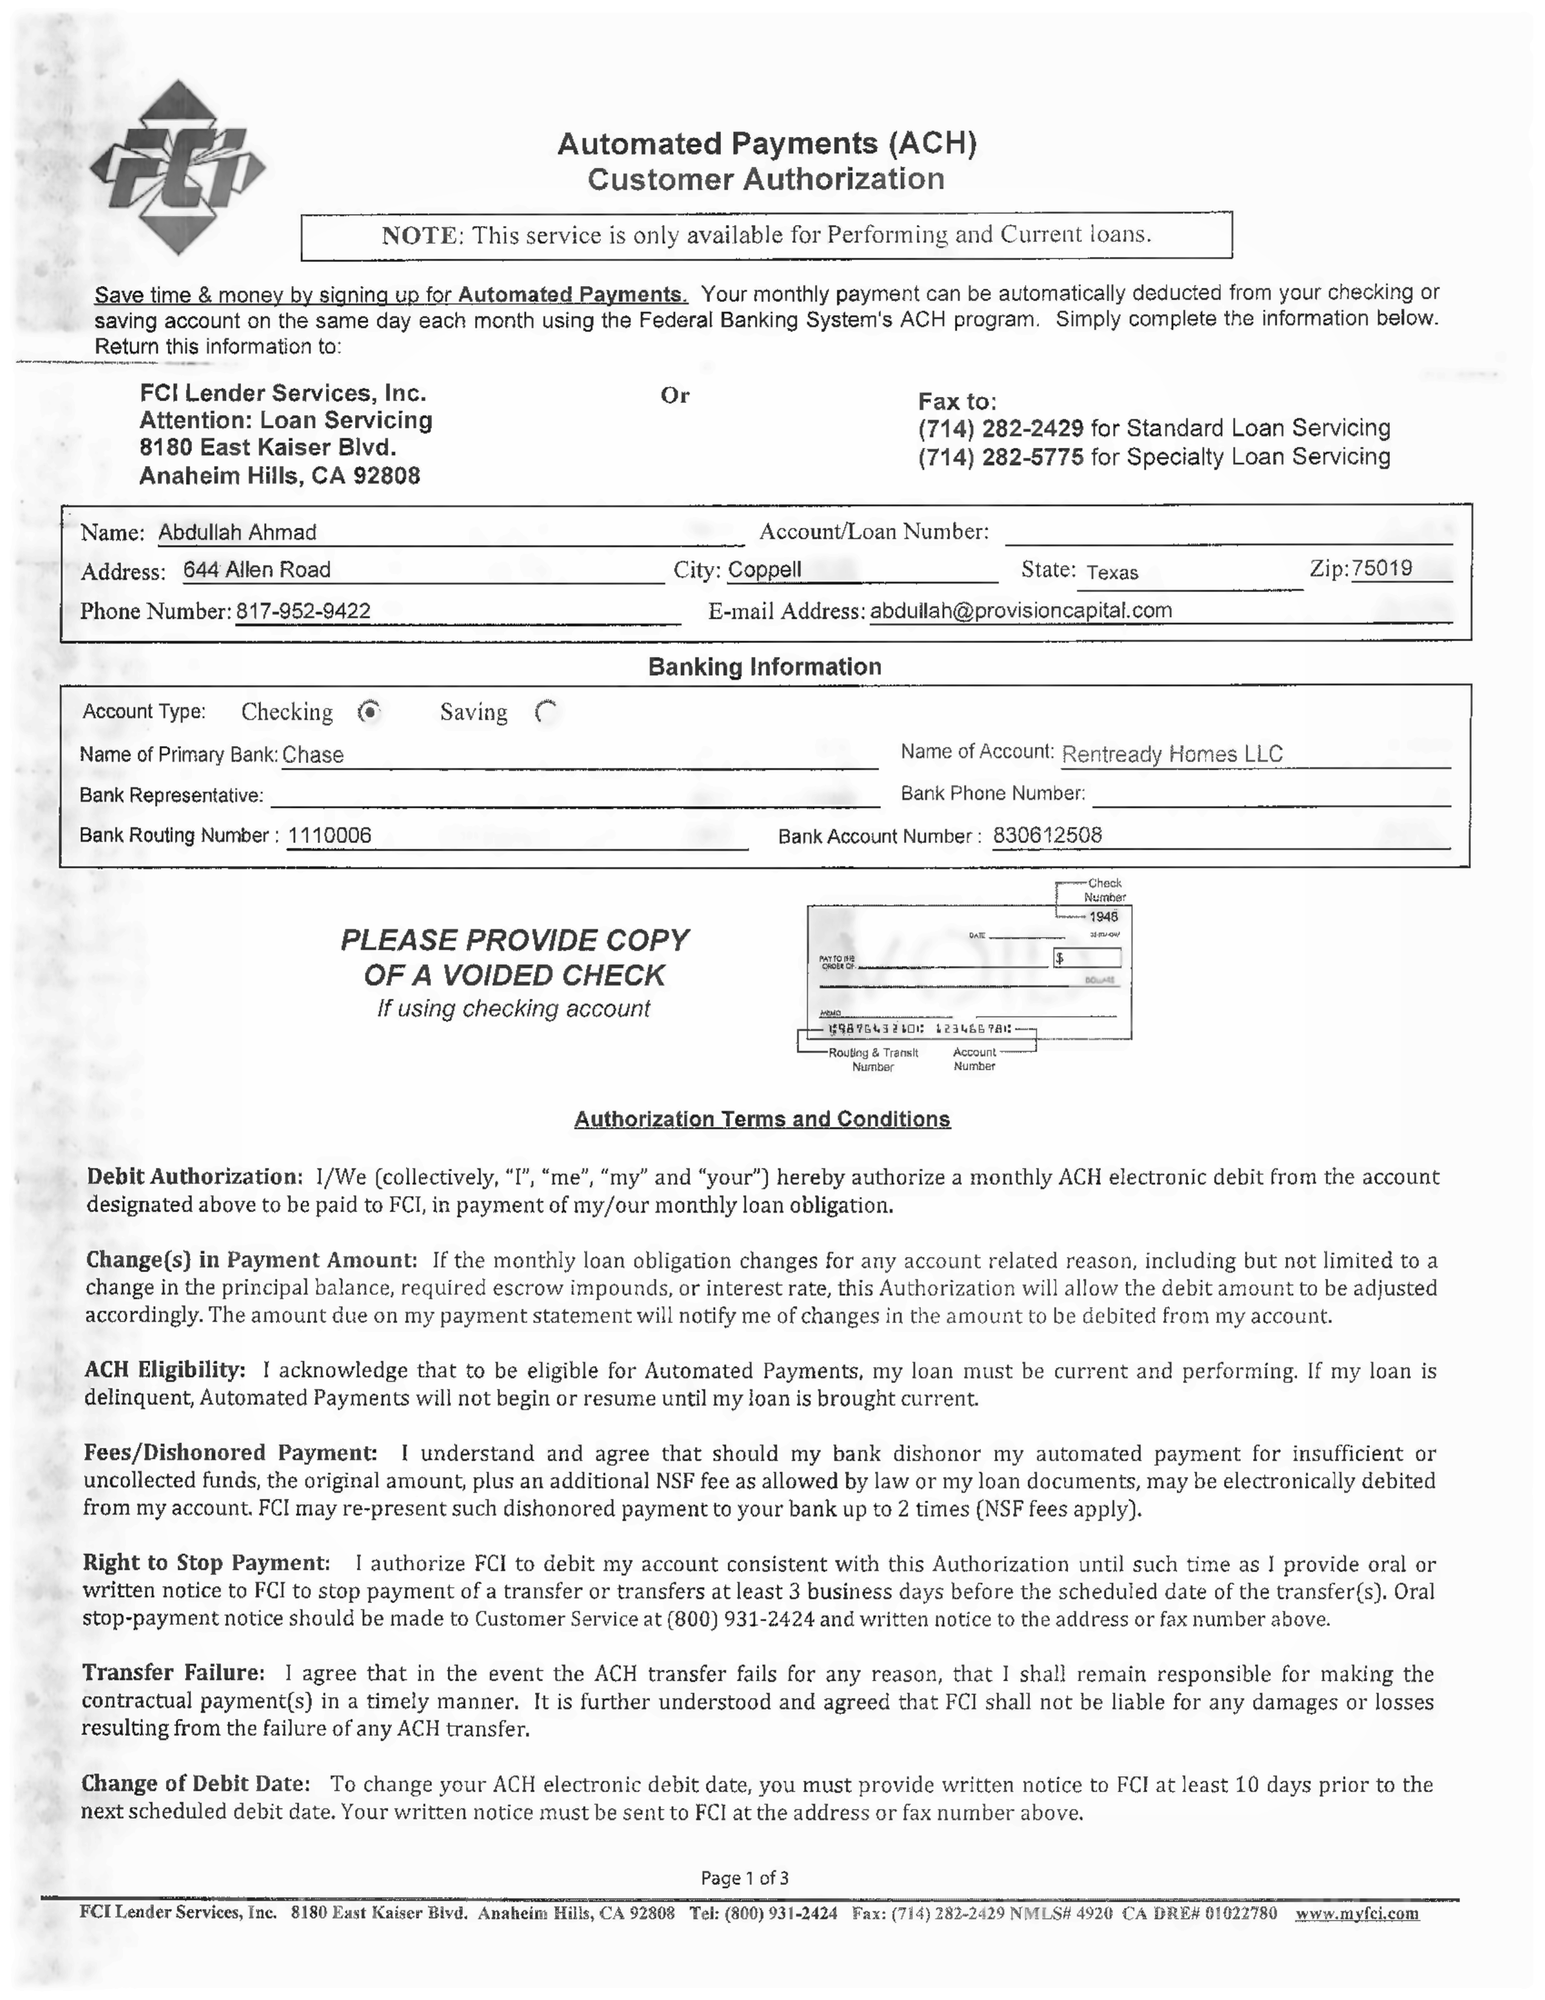 FCI
Automated Payments (ACH)
Customer Authorization
NOTE: This service is only available for Performing and Current loans.
Save time & money by signing up for Automated Payments. Your monthly payment can be automatically deducted from your checking or
saving account on the same day each month using the Federal Banking System's ACH program. Simply complete the information below.
Return this information to:
FCI Lender Services, Inc.
Attention: Loan Servicing
8180 East Kaiser Blvd.
Anaheim Hills, CA 92808
Or
Fax to:
(714) 282-2429 for Standard Loan Servicing
(714) 282-5775 for Specialty Loan Servicing
Name: Abdullah Ahmad Account/Loan Number:
Address: 644 Allen Road City: Coppell State: Texas Zip: 75019
Phone Number: 817-952-9422 E-mail Address: abdullah@provisioncapital.com
Banking Information
Account Type: Checking Saving
Name of Primary Bank: Chase Name of Account: Rentready Homes LLC
Bank Representative: Bank Phone Number:
Bank Routing Number : 1110006 Bank Account Number : 830612508
PLEASE PROVIDE COPY
OF A VOIDED CHECK
If using checking account
Check
Number
1946
DATE
PAY TO THE
ORDER OF
$
DOLLARS
VOID
MEMO
Routing & Transit
Number
Account
Number
Authorization Terms and Conditions
Debit Authorization: I/We (collectively, "I", "me", "my" and "your") hereby authorize a monthly ACH electronic debit from the account
designated above to be paid to FCI, in payment of my/our monthly loan obligation.
Change(s) in Payment Amount: If the monthly loan obligation changes for any account related reason, including but not limited to a
change in the principal balance, required escrow impounds, or interest rate, this Authorization will allow the debit amount to be adjusted
accordingly. The amount due on my payment statement will notify me of changes in the amount to be debited from my account.
ACH Eligibility: I acknowledge that to be eligible for Automated Payments, my loan must be current and performing. If my loan is
delinquent, Automated Payments will not begin or resume until my loan is brought current.
Fees/Dishonored Payment: I understand and agree that should my bank dishonor my automated payment for insufficient or
uncollected funds, the original amount, plus an additional NSF fee as allowed by law or my loan documents, may be electronically debited
from my account. FCI may re-present such dishonored payment to your bank up to 2 times (NSF fees apply).
Right to Stop Payment: I authorize FCI to debit my account consistent with this Authorization until such time as I provide oral or
written notice to FCI to stop payment of a transfer or transfers at least 3 business days before the scheduled date of the transfer(s). Oral
stop-payment notice should be made to Customer Service at (800) 931-2424 and written notice to the address or fax number above.
Transfer Failure: I agree that in the event the ACH transfer fails for any reason, that I shall remain responsible for making the
contractual payment(s) in a timely manner. It is further understood and agreed that FCI shall not be liable for any damages or losses
resulting from the failure of any ACH transfer.
Change of Debit Date: To change your ACH electronic debit date, you must provide written notice to FCI at least 10 days prior to the
next scheduled debit date. Your written notice must be sent to FCI at the address or fax number above.
Page 1 of 3
FCI Lender Services, Inc. 8180 East Kaiser Blvd. Anaheim Hills, CA 92808 Tel: (800) 931-2424 Fax: (714) 282-2429 NMLS# 4920 CA DRE# 01022780 www.myfci.com